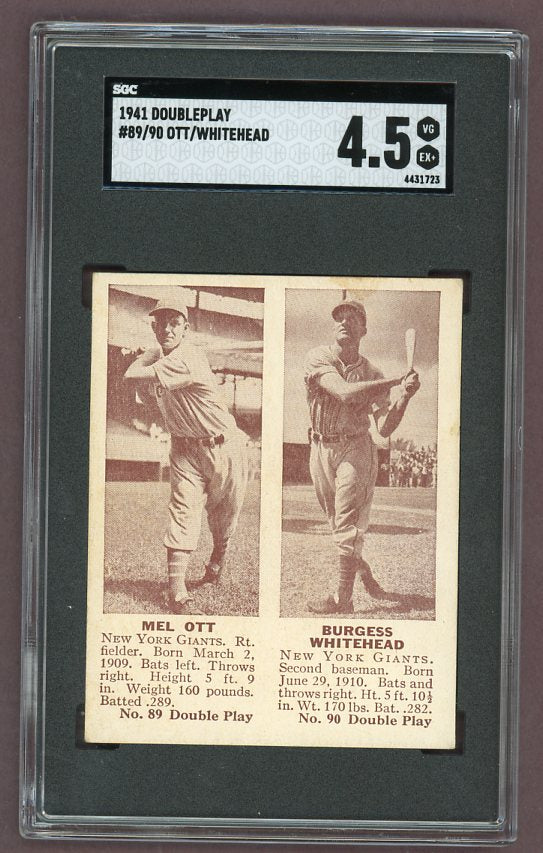 SGC
1941 DOUBLEPLAY
#89/90 OTT/WHITEHEAD
4.5
VG
EX+
4431723
MEL OTT
NEW YORK GIANTS. Rt.
fielder. Born March 2,
1909. Bats left. Throws
right. Height 5 ft. 9
in. Weight 160 pounds.
Batted .289.
No. 89 Double Play
BURGESS
WHITEHEAD
NEW YORK GIANTS.
Second baseman. Born
June 29, 1910. Bats and
throws right. Ht. 5 ft. 10½
in. Wt. 170 lbs. Bat. .282.
No. 90 Double Play